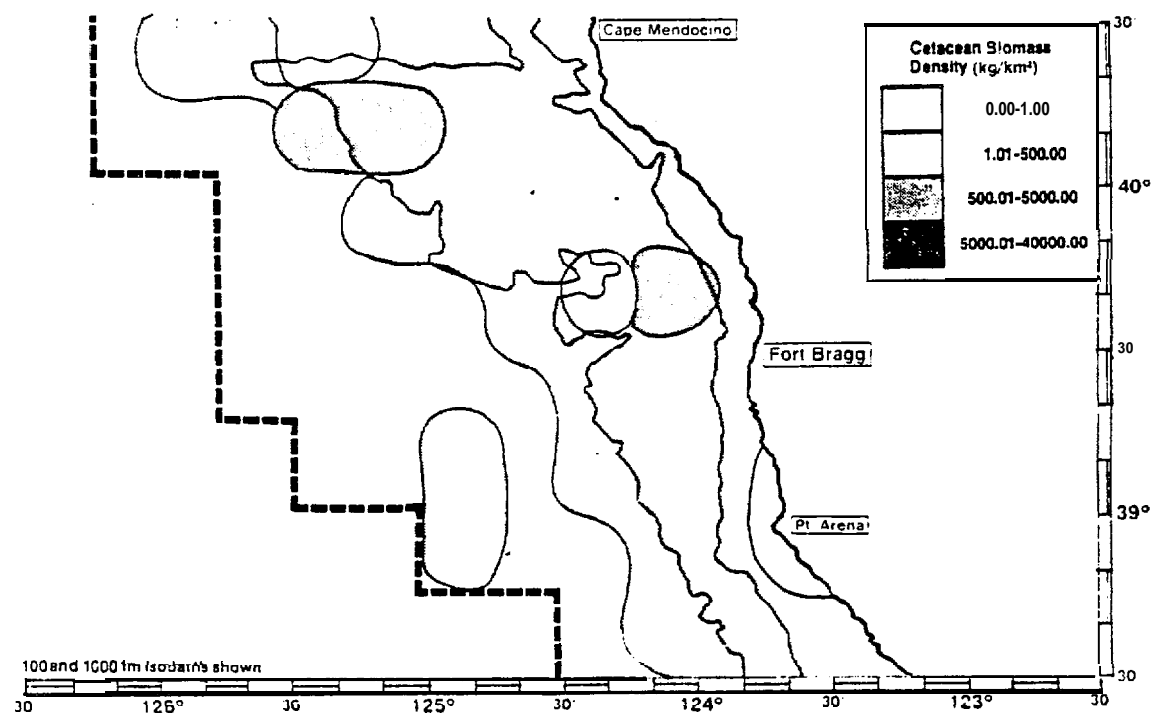 Cape Mendocino
30'
Cetacean Biomass
Density (kg/km²)
0.00-1.00
1.01-500.00
500.01-5000.00
5000.01-40000.00
40°
30
Fort Bragg
39°
Pt. Arena
100 and 1000 fm isobaths shown
30
30 126° 30 125° 30' 124° 30 123° 30